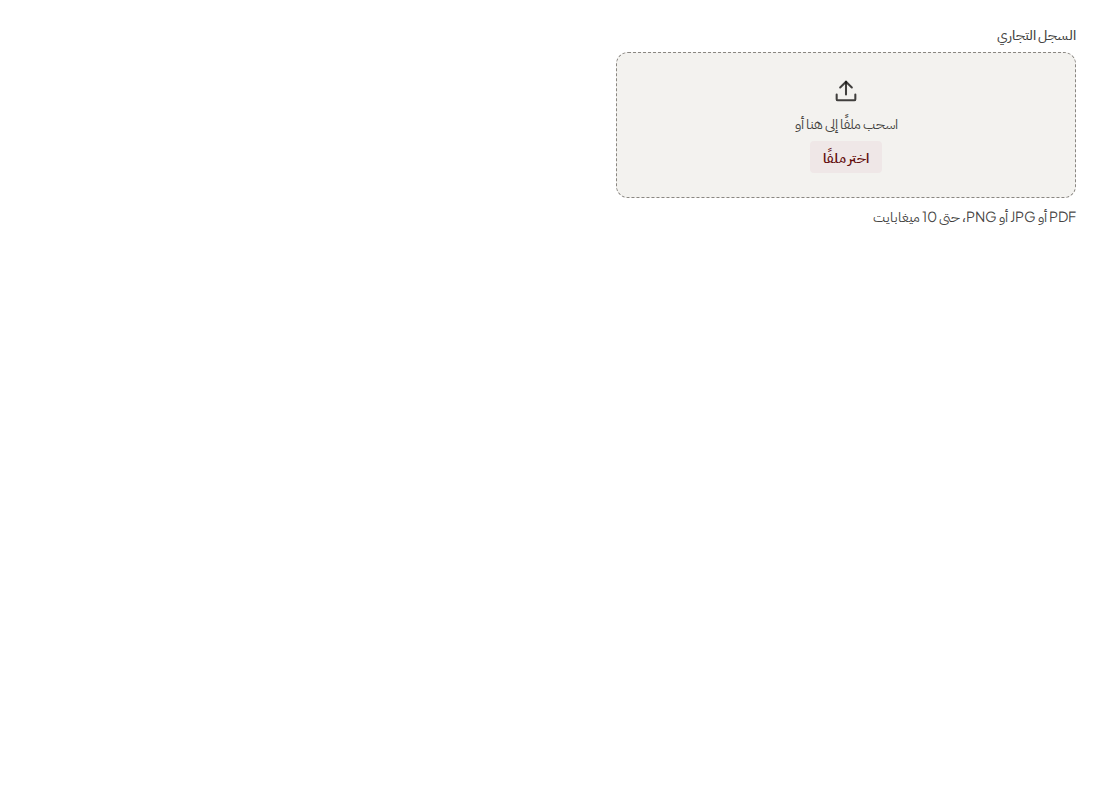 السجل التجاري
اسحب ملفًا إلى هنا أو
اختر ملفًا
PDF أو JPG أو PNG، حتى 10 ميغابايت